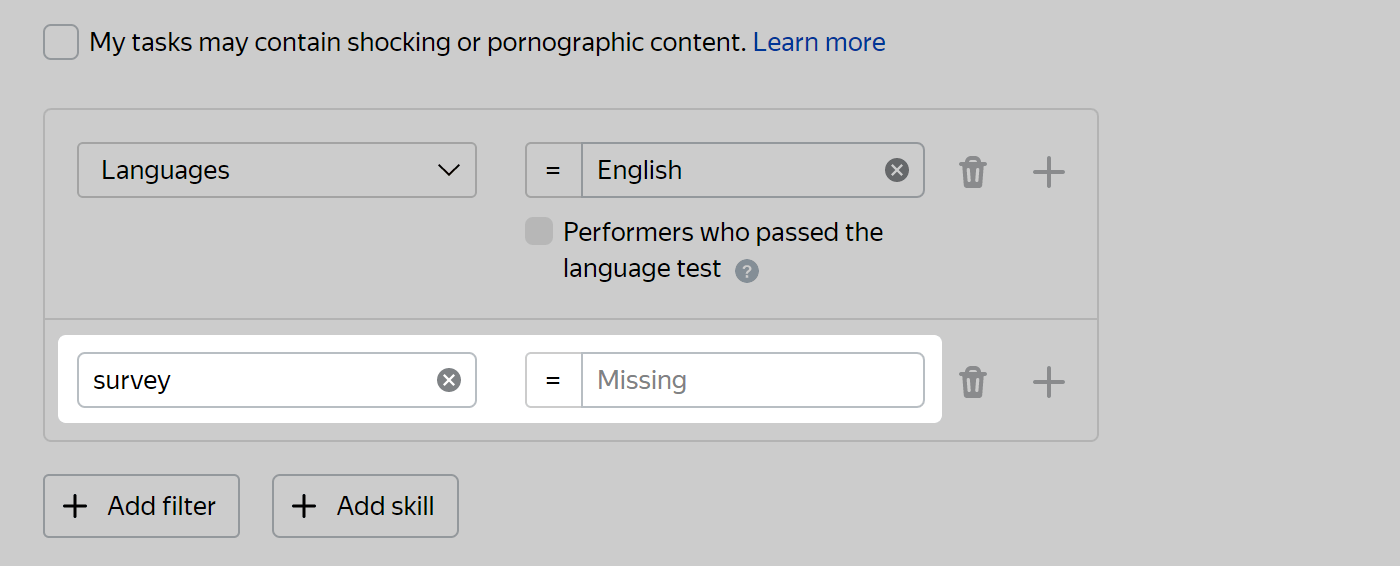 My tasks may contain shocking or pornographic content. Learn more
Languages = English
Performers who passed the
language test ?
survey = Missing
+ Add filter + Add skill